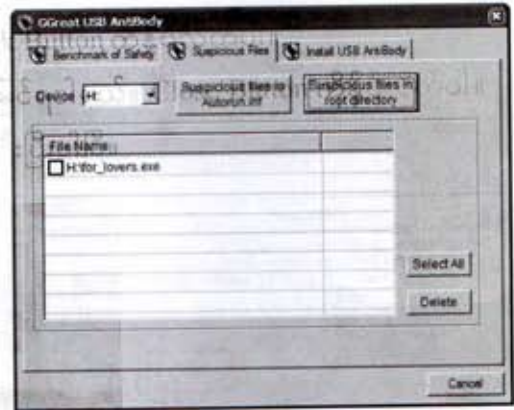 GGreat USB AntiBody
Benchmark of Safety
Suspicious Files
Install USB AntiBody
Device
H:
Suspicious files in
Autorun.inf
Suspicious files in
root directory
File Name
H:\for_lovers.exe
Select All
Delete
Cancel